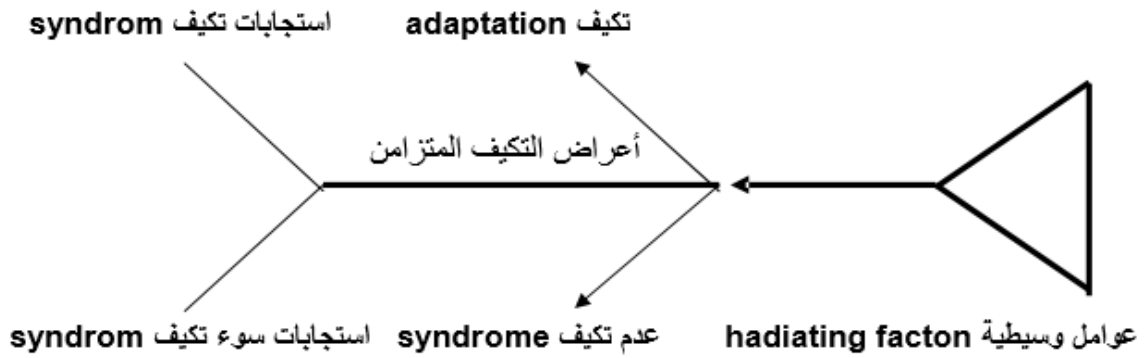 تكيف adaptation
استجابات تكيف syndrom
أعراض التكيف المتزامن
عوامل وسيطية hadiating facton
عدم تكيف syndrome
استجابات سوء تكيف syndrom